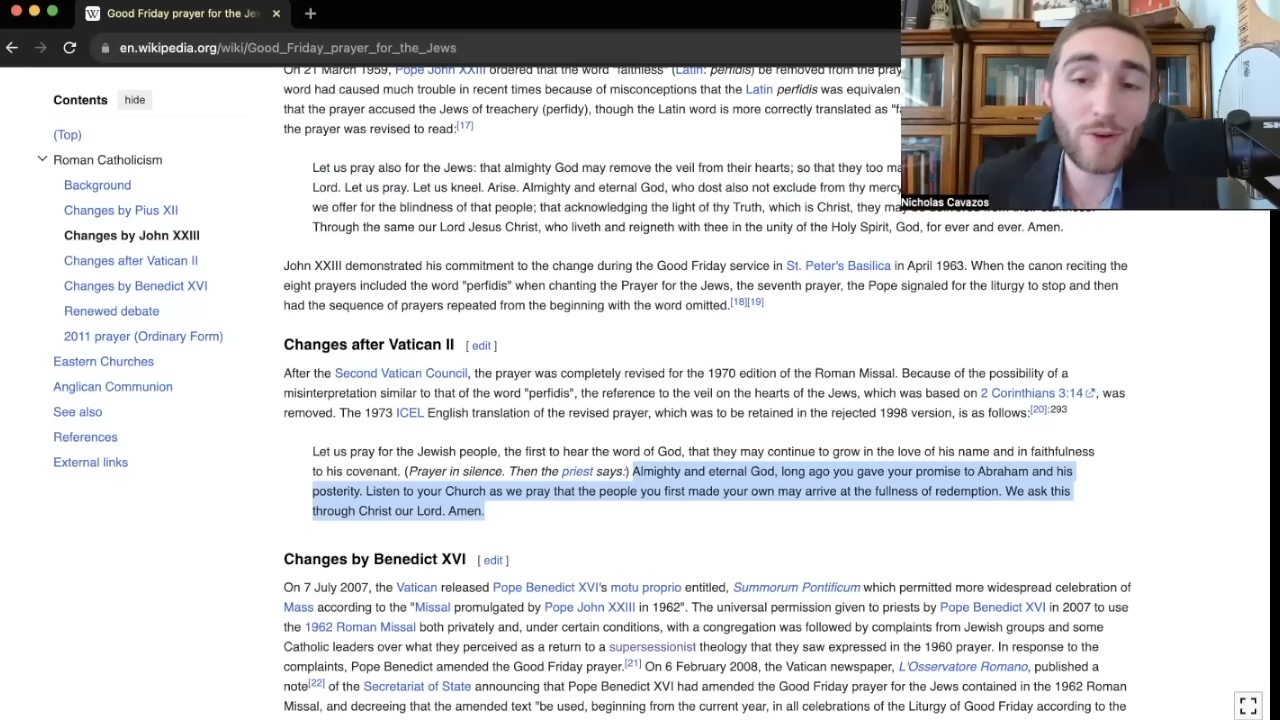 Good Friday prayer for the Je
en.wikipedia.org/wiki/Good_Friday_prayer_for_the_Jews
Nicholas Cavazos
Contents hide
(Top)
Roman Catholicism
Background
Changes by Pius XII
Changes by John XXIII
Changes after Vatican II
Changes by Benedict XVI
Renewed debate
2011 prayer (Ordinary Form)
Eastern Churches
Anglican Communion
See also
References
External links
On 21 March 1959, Pope John XXIII ordered that the word "faithless" (Latin: perfidis) be removed from the pray
word had caused much trouble in recent times because of misconceptions that the Latin perfidis was equivalen
that the prayer accused the Jews of treachery (perfidy), though the Latin word is more correctly translated as "fa
the prayer was revised to read:[17]
Let us pray also for the Jews: that almighty God may remove the veil from their hearts; so that they too ma
Lord. Let us pray. Let us kneel. Arise. Almighty and eternal God, who dost also not exclude from thy mercy
we offer for the blindness of that people; that acknowledging the light of thy Truth, which is Christ, they may
Through the same our Lord Jesus Christ, who liveth and reigneth with thee in the unity of the Holy Spirit, God, for ever and ever. Amen.
John XXIII demonstrated his commitment to the change during the Good Friday service in St. Peter's Basilica in April 1963. When the canon reciting the
eight prayers included the word "perfidis" when chanting the Prayer for the Jews, the seventh prayer, the Pope signaled for the liturgy to stop and then
had the sequence of prayers repeated from the beginning with the word omitted.[18][19]
Changes after Vatican II [ edit ]
After the Second Vatican Council, the prayer was completely revised for the 1970 edition of the Roman Missal. Because of the possibility of a
misinterpretation similar to that of the word "perfidis", the reference to the veil on the hearts of the Jews, which was based on 2 Corinthians 3:14, was
removed. The 1973 ICEL English translation of the revised prayer, which was to be retained in the rejected 1998 version, is as follows:[20]:293
Let us pray for the Jewish people, the first to hear the word of God, that they may continue to grow in the love of his name and in faithfulness
to his covenant. (Prayer in silence. Then the priest says:) Almighty and eternal God, long ago you gave your promise to Abraham and his
posterity. Listen to your Church as we pray that the people you first made your own may arrive at the fullness of redemption. We ask this
through Christ our Lord. Amen.
Changes by Benedict XVI [ edit ]
On 7 July 2007, the Vatican released Pope Benedict XVI's motu proprio entitled, Summorum Pontificum which permitted more widespread celebration of
Mass according to the "Missal promulgated by Pope John XXIII in 1962". The universal permission given to priests by Pope Benedict XVI in 2007 to use
the 1962 Roman Missal both privately and, under certain conditions, with a congregation was followed by complaints from Jewish groups and some
Catholic leaders over what they perceived as a return to a supersessionist theology that they saw expressed in the 1960 prayer. In response to the
complaints, Pope Benedict amended the Good Friday prayer.[21] On 6 February 2008, the Vatican newspaper, L'Osservatore Romano, published a
note[22] of the Secretariat of State announcing that Pope Benedict XVI had amended the Good Friday prayer for the Jews contained in the 1962 Roman
Missal, and decreeing that the amended text "be used, beginning from the current year, in all celebrations of the Liturgy of Good Friday according to the